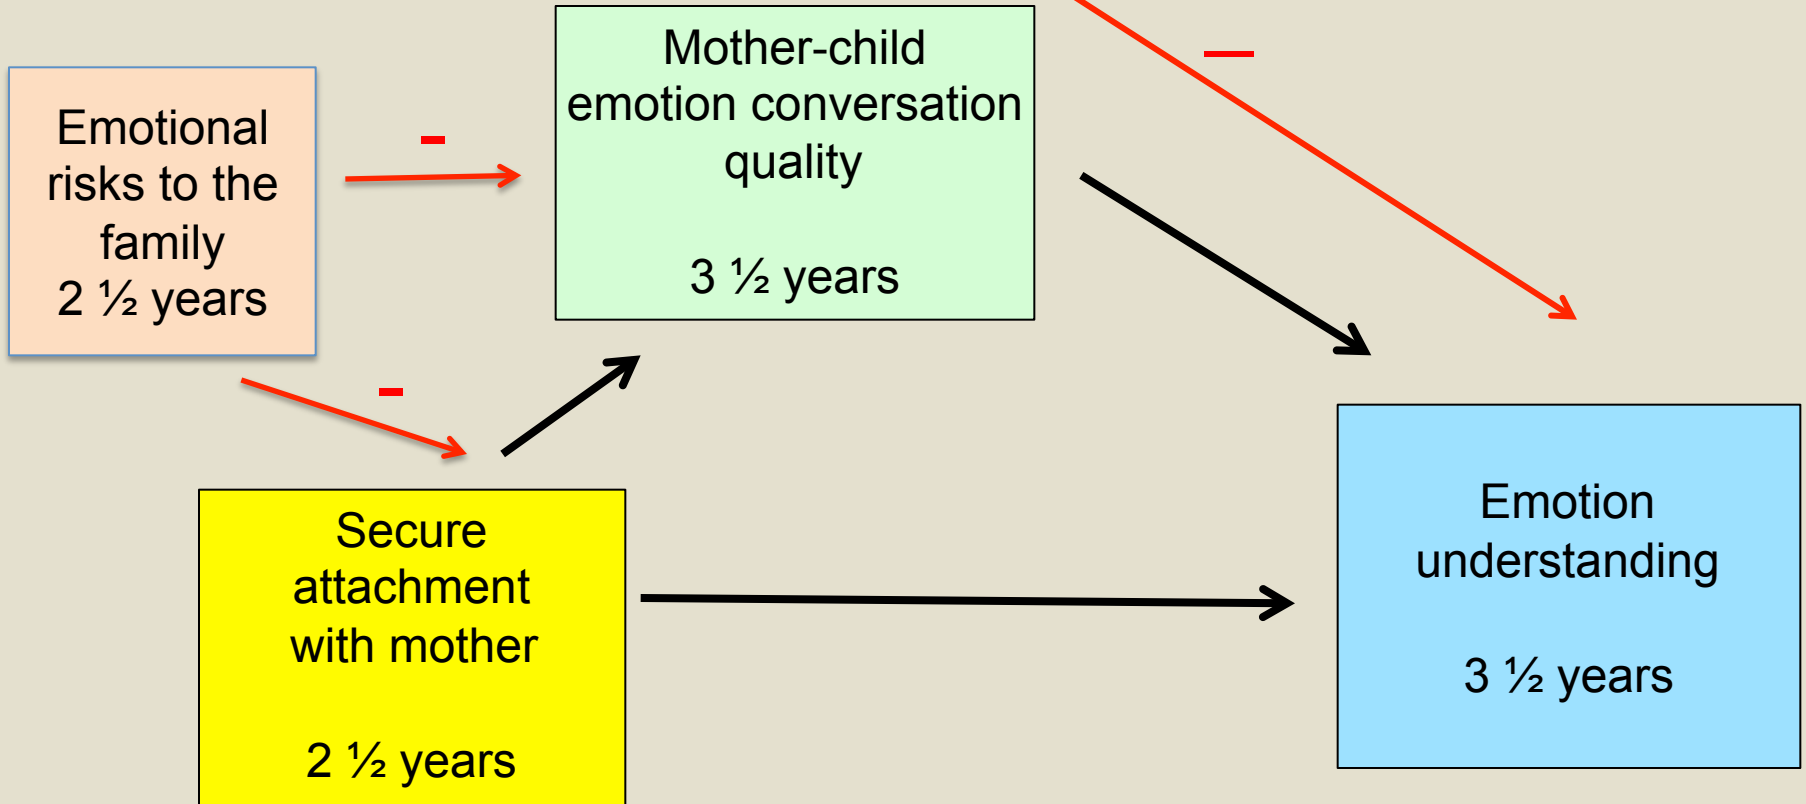 Emotional
risks to the
family
2 ½ years
-
Mother-child
emotion conversation
quality
3 ½ years
–
-
Secure
attachment
with mother
2 ½ years
Emotion
understanding
3 ½ years